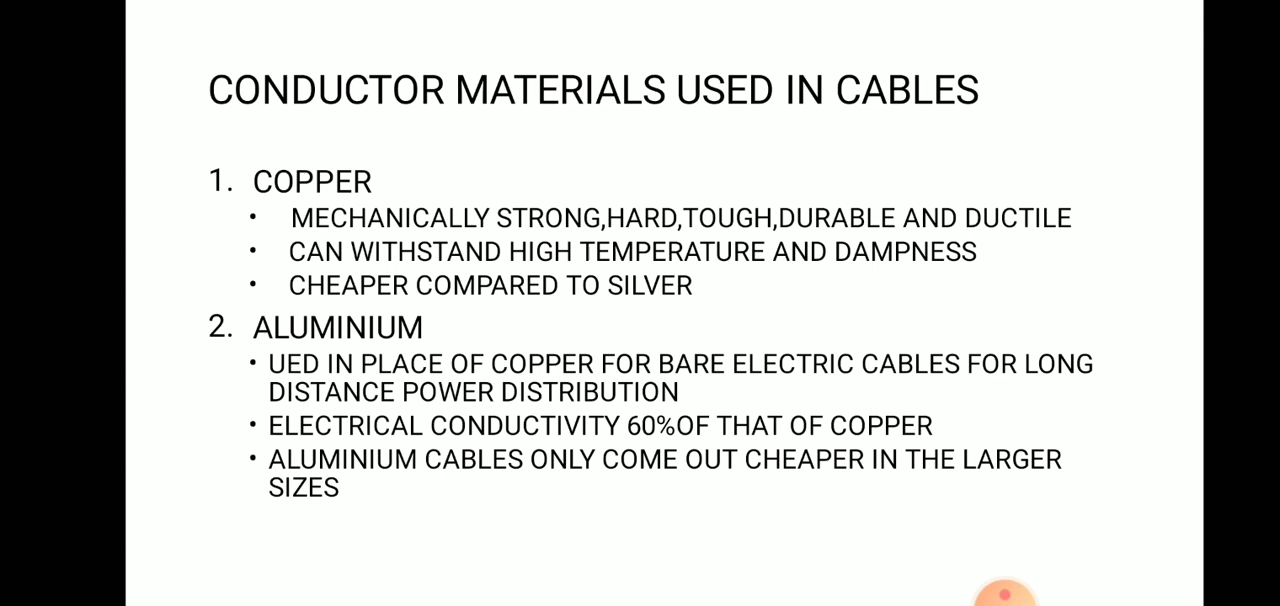 CONDUCTOR MATERIALS USED IN CABLES
1. COPPER
• MECHANICALLY STRONG,HARD,TOUGH,DURABLE AND DUCTILE
• CAN WITHSTAND HIGH TEMPERATURE AND DAMPNESS
• CHEAPER COMPARED TO SILVER
2. ALUMINIUM
• UED IN PLACE OF COPPER FOR BARE ELECTRIC CABLES FOR LONG
DISTANCE POWER DISTRIBUTION
• ELECTRICAL CONDUCTIVITY 60%OF THAT OF COPPER
• ALUMINIUM CABLES ONLY COME OUT CHEAPER IN THE LARGER
SIZES